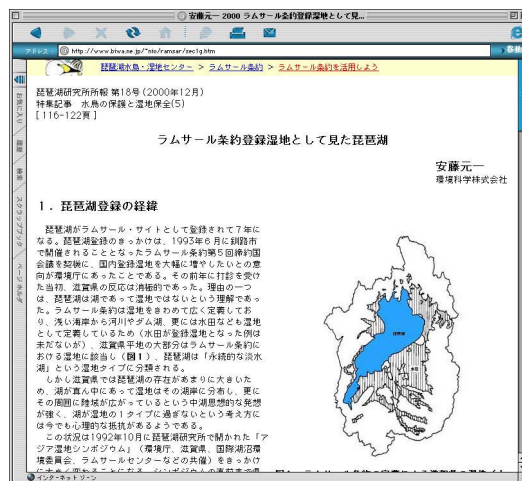 安藤元一 2000 ラムサール条約登録湿地として見...
アドレス http://www.biwa.ne.jp/~nio/ramsar/sec1g.htm
琵琶湖水鳥・湿地センター > ラムサール条約 > ラムサール条約を活用しよう
お気に入り
履歴
検索
スクラップブック
ページ ホルダ
琵琶湖研究所所報 第18号(2000年12月)
特集記事 水鳥の保護と湿地保全(5)
[116-122頁]
ラムサール条約登録湿地として見た琵琶湖
安藤元一
環境科学株式会社
1. 琵琶湖登録の経緯
琵琶湖がラムサール・サイトとして登録されて7年に
なる。琵琶湖登録のきっかけは、1993年6月に釧路市
で開催されることとなったラムサール条約第5回締約国
会議を契機に、国内登録湿地を大幅に増やしたいとの意
向が環境庁にあったことである。その前年に打診を受け
た当初、滋賀県の反応は消極的であった。理由の一つ
は、琵琶湖は湖であって湿地ではないという理解であっ
た。ラムサール条約は湿地をきわめて広く定義してお
り、浅い海岸から河川やダム湖、更には水田なども湿地
として定義しているため(水田が登録湿地となった例は
未だないが)、滋賀県平地の大部分はラムサール条約に
おける湿地に該当し(図1)、琵琶湖は「永続的な淡水
湖」という湿地タイプに分類される。
しかし滋賀県では琵琶湖の存在があまりに大きいた
め、湖が真ん中にあって湿地はその湖岸に分布し、更に
その周囲に陸域が広がっているという中湖思想的な発想
が強く、湖が湿地の1タイプに過ぎないという考え方に
は今でも心理的な抵抗があるようである。
この状況は1992年10月に琵琶湖研究所で開かれた「ア
ジア湿地シンポジウム」(環境庁、滋賀県、国際湖沼環
境委員会、ラムサールセンターなどの共催)をきっかけ
琵琶湖
水田
インターネット ゾーン